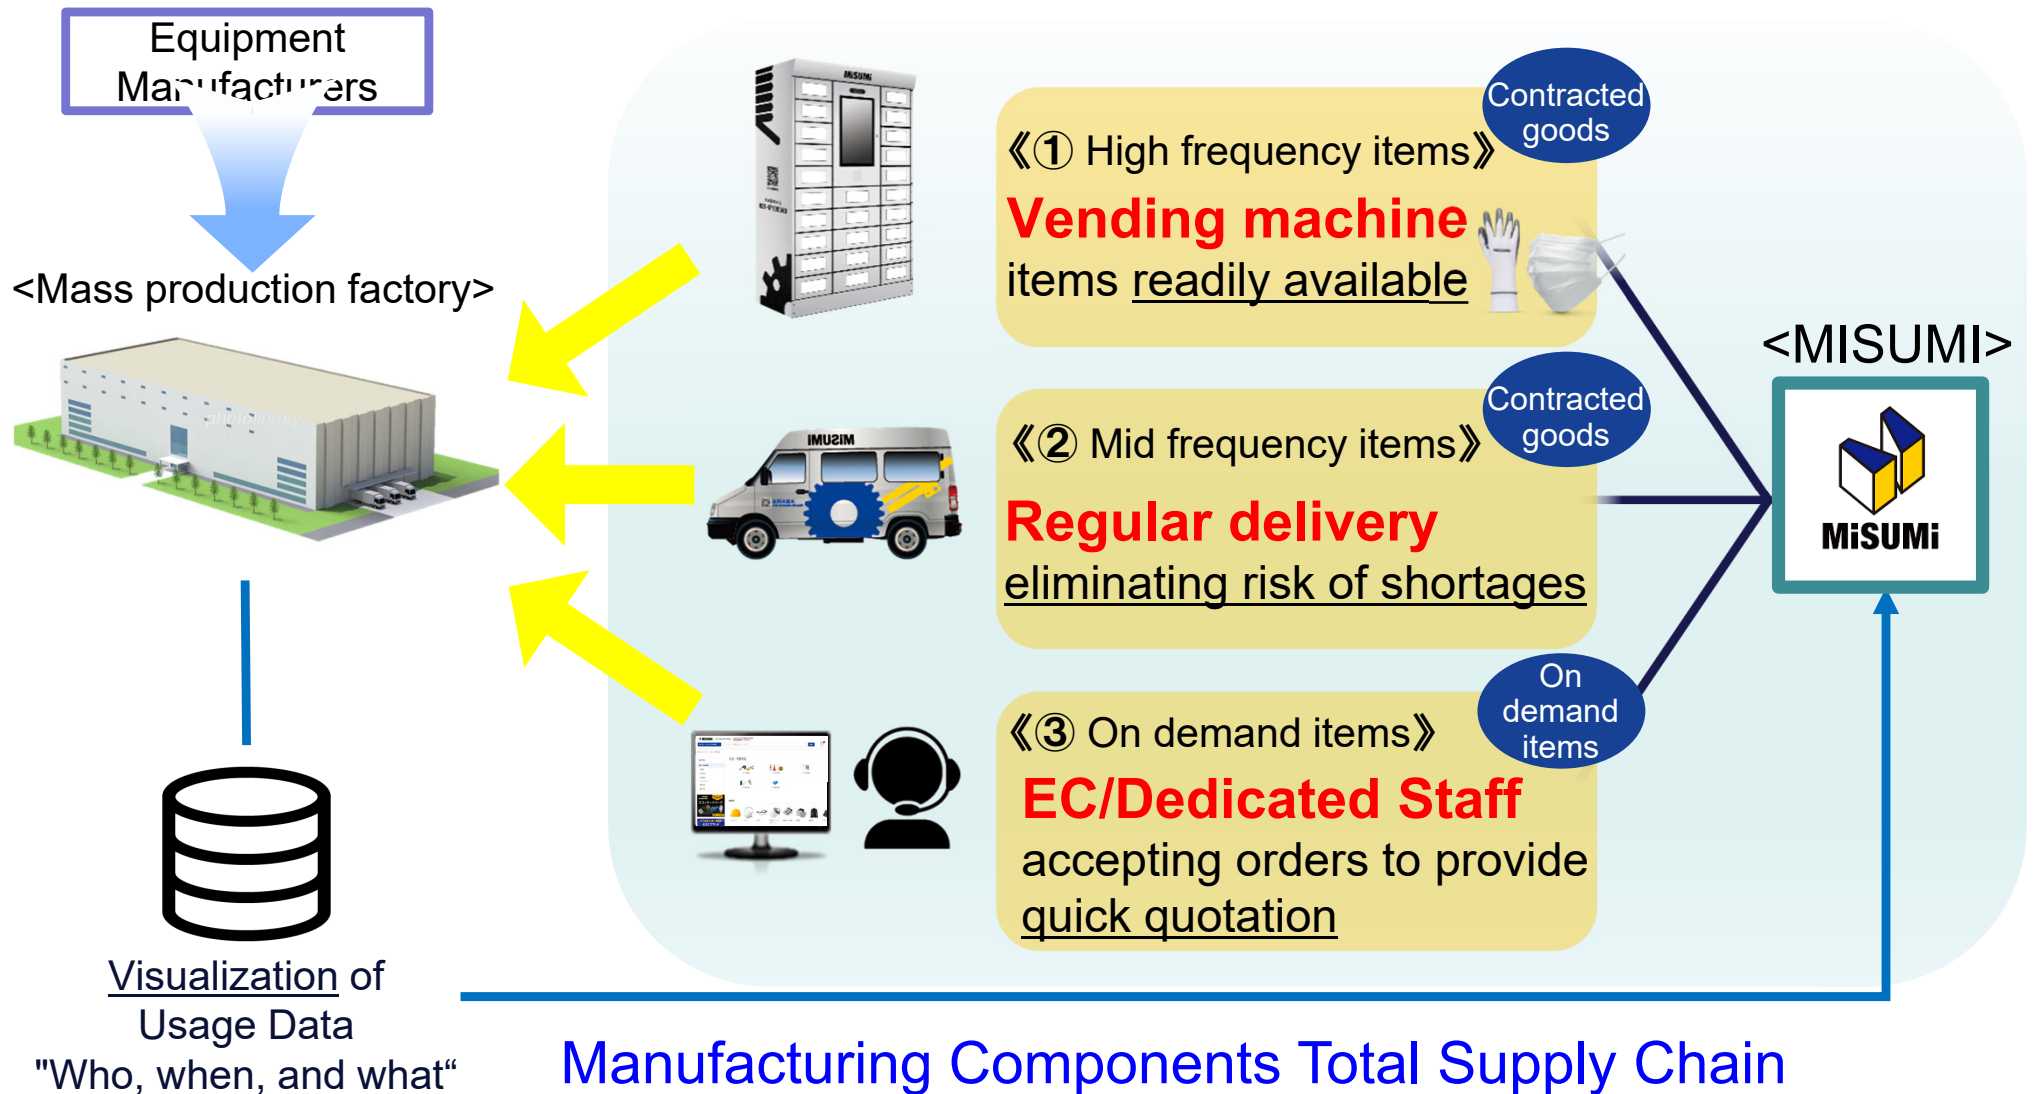 Equipment
Manufacturers
<Mass production factory>
photolibrary
Visualization of
Usage Data
"Who, when, and what“
MISUMI
《① High frequency items》
Contracted
goods
Vending machine
items readily available
MISUMI
《② Mid frequency items》
Contracted
goods
Regular delivery
eliminating risk of shortages
《③ On demand items》
On
demand
items
EC/Dedicated Staff
accepting orders to provide
quick quotation
<MISUMI>
MiSUMi
Manufacturing Components Total Supply Chain